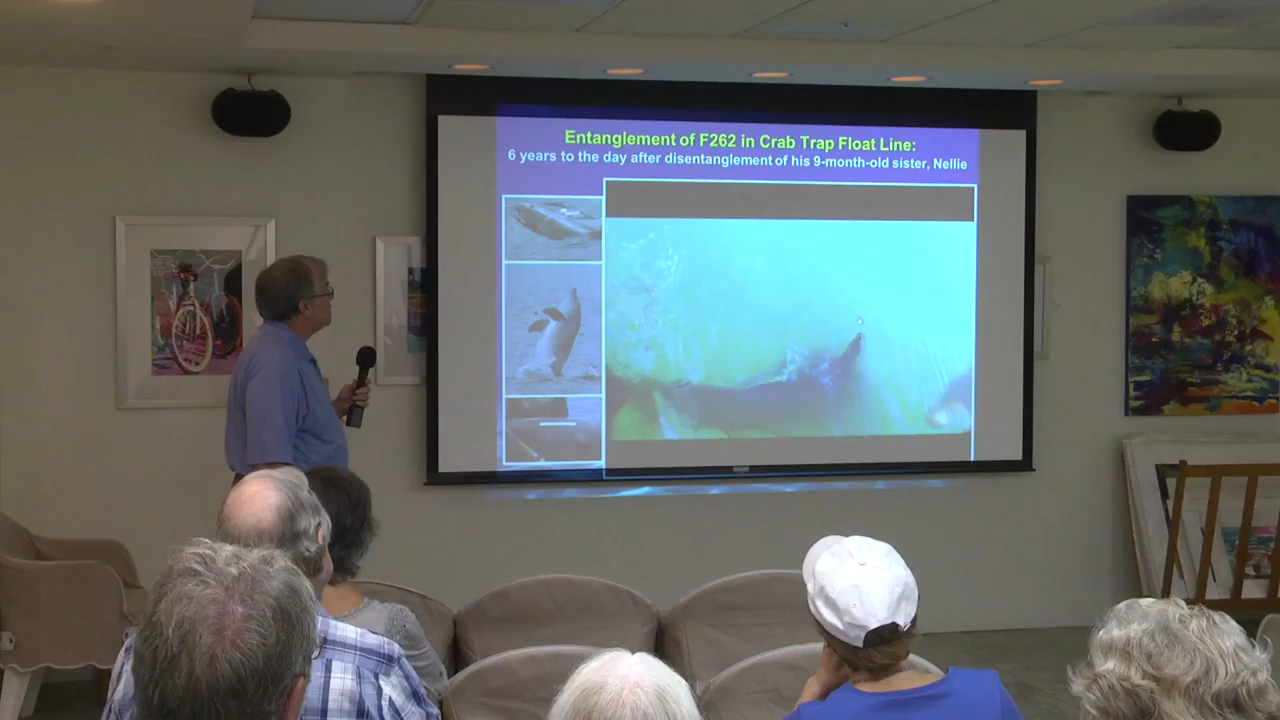 Entanglement of F262 in Crab Trap Float Line:
6 years to the day after disentanglement of his 9-month-old sister, Nellie